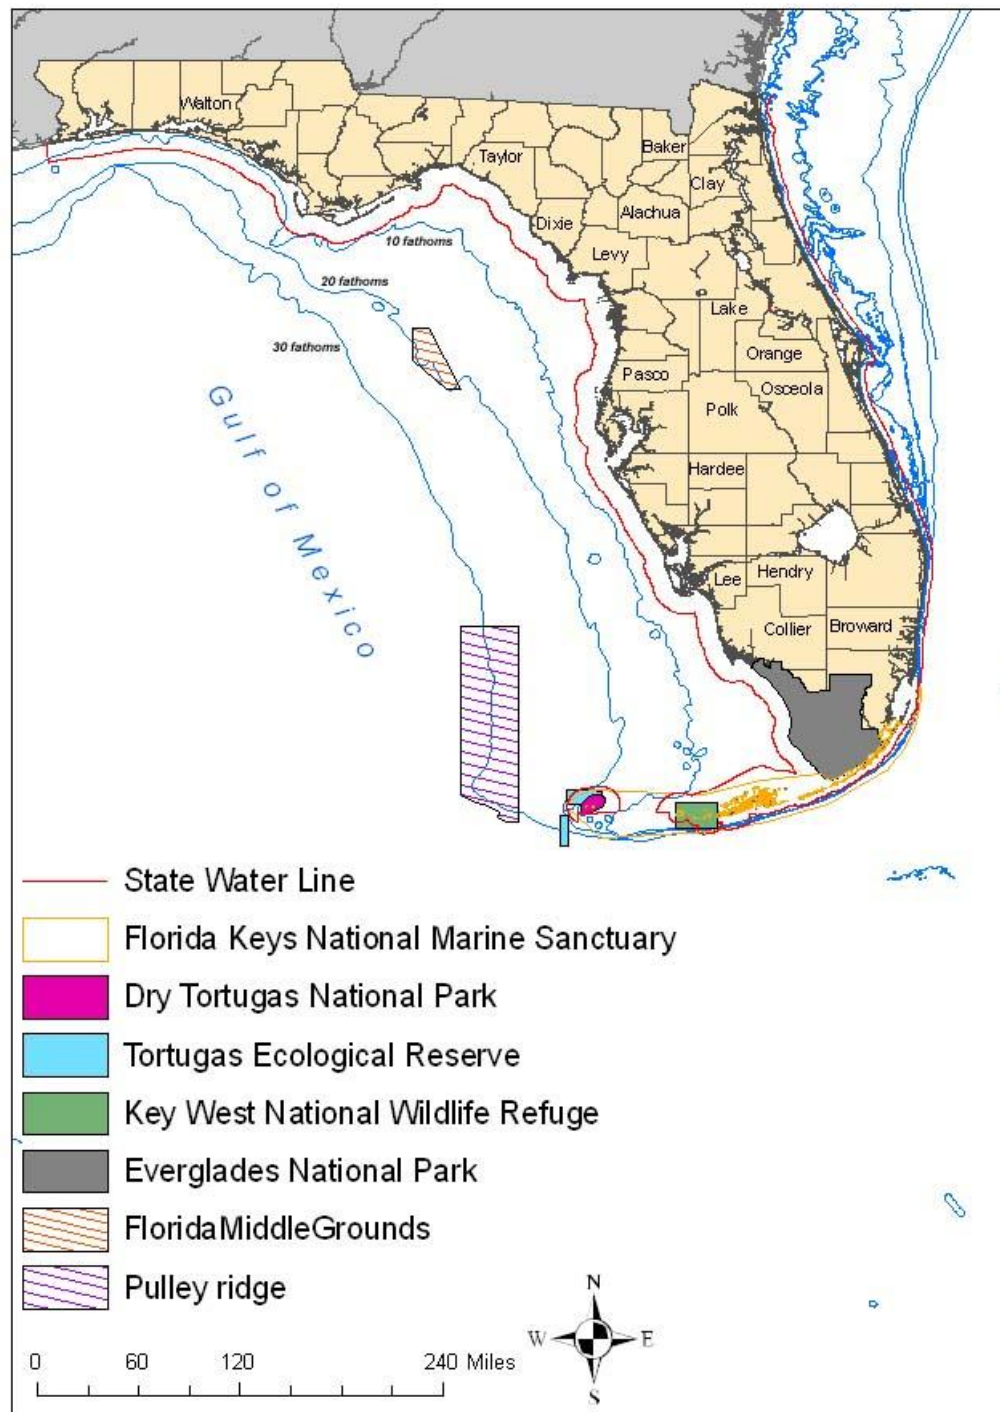 Walton
Baker
Taylor
Clay
Alachua
Dixie
10 fathoms
Levy
20 fathoms
Lake
30 fathoms
Orange
Pasco
Osceola
Polk
Gulf of Mexico
Hardee
Hendry
Lee
Collier
Broward
State Water Line
Florida Keys National Marine Sanctuary
Dry Tortugas National Park
Tortugas Ecological Reserve
Key West National Wildlife Refuge
Everglades National Park
FloridaMiddleGrounds
Pulley ridge
N
W E
S
0 60 120 240 Miles